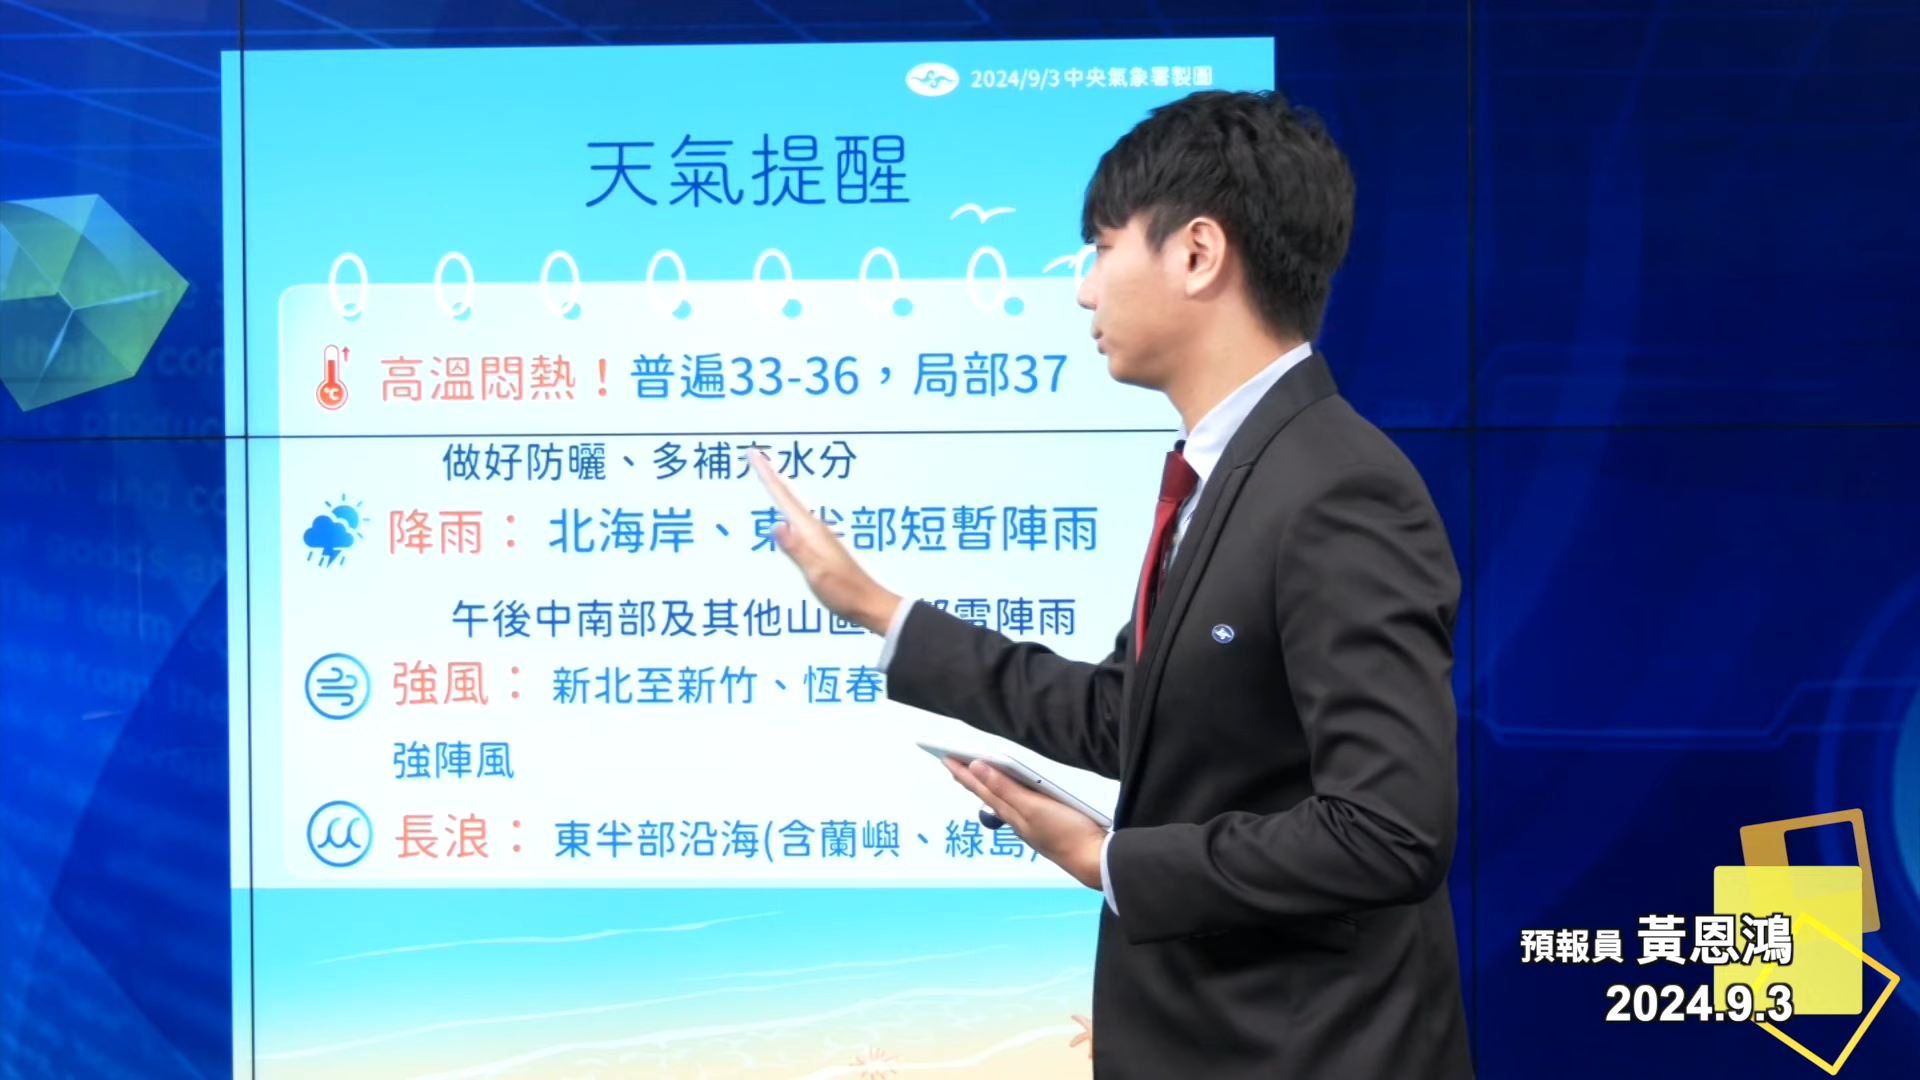 2024/9/3中央氣象署製圖
天氣提醒
高溫悶熱！普遍33-36，局部37
做好防曬、多補充水分
降雨：北海岸、東半部短暫陣雨
午後中南部及其他山區 雷陣雨
強風：新北至新竹、恆春
強陣風
長浪：東半部沿海(含蘭嶼、綠島)
預報員 黃恩鴻
2024.9.3